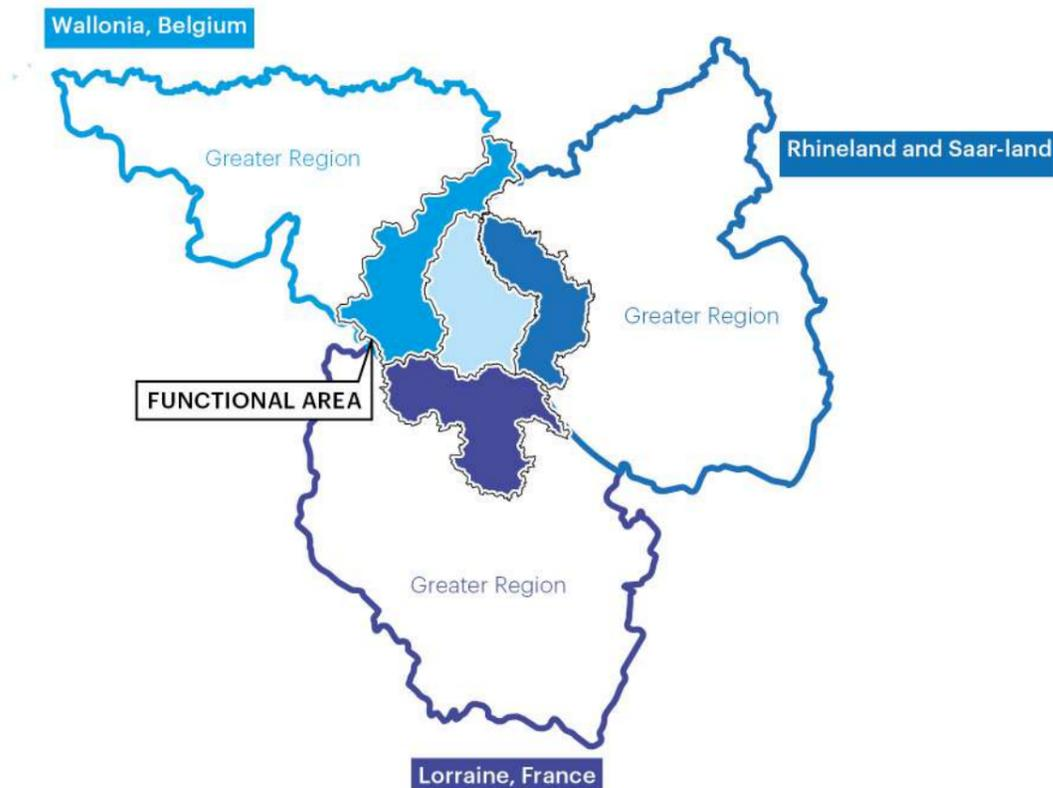 Wallonia, Belgium
Greater Region
Rhineland and Saar-land
Greater Region
FUNCTIONAL AREA
Greater Region
Lorraine, France